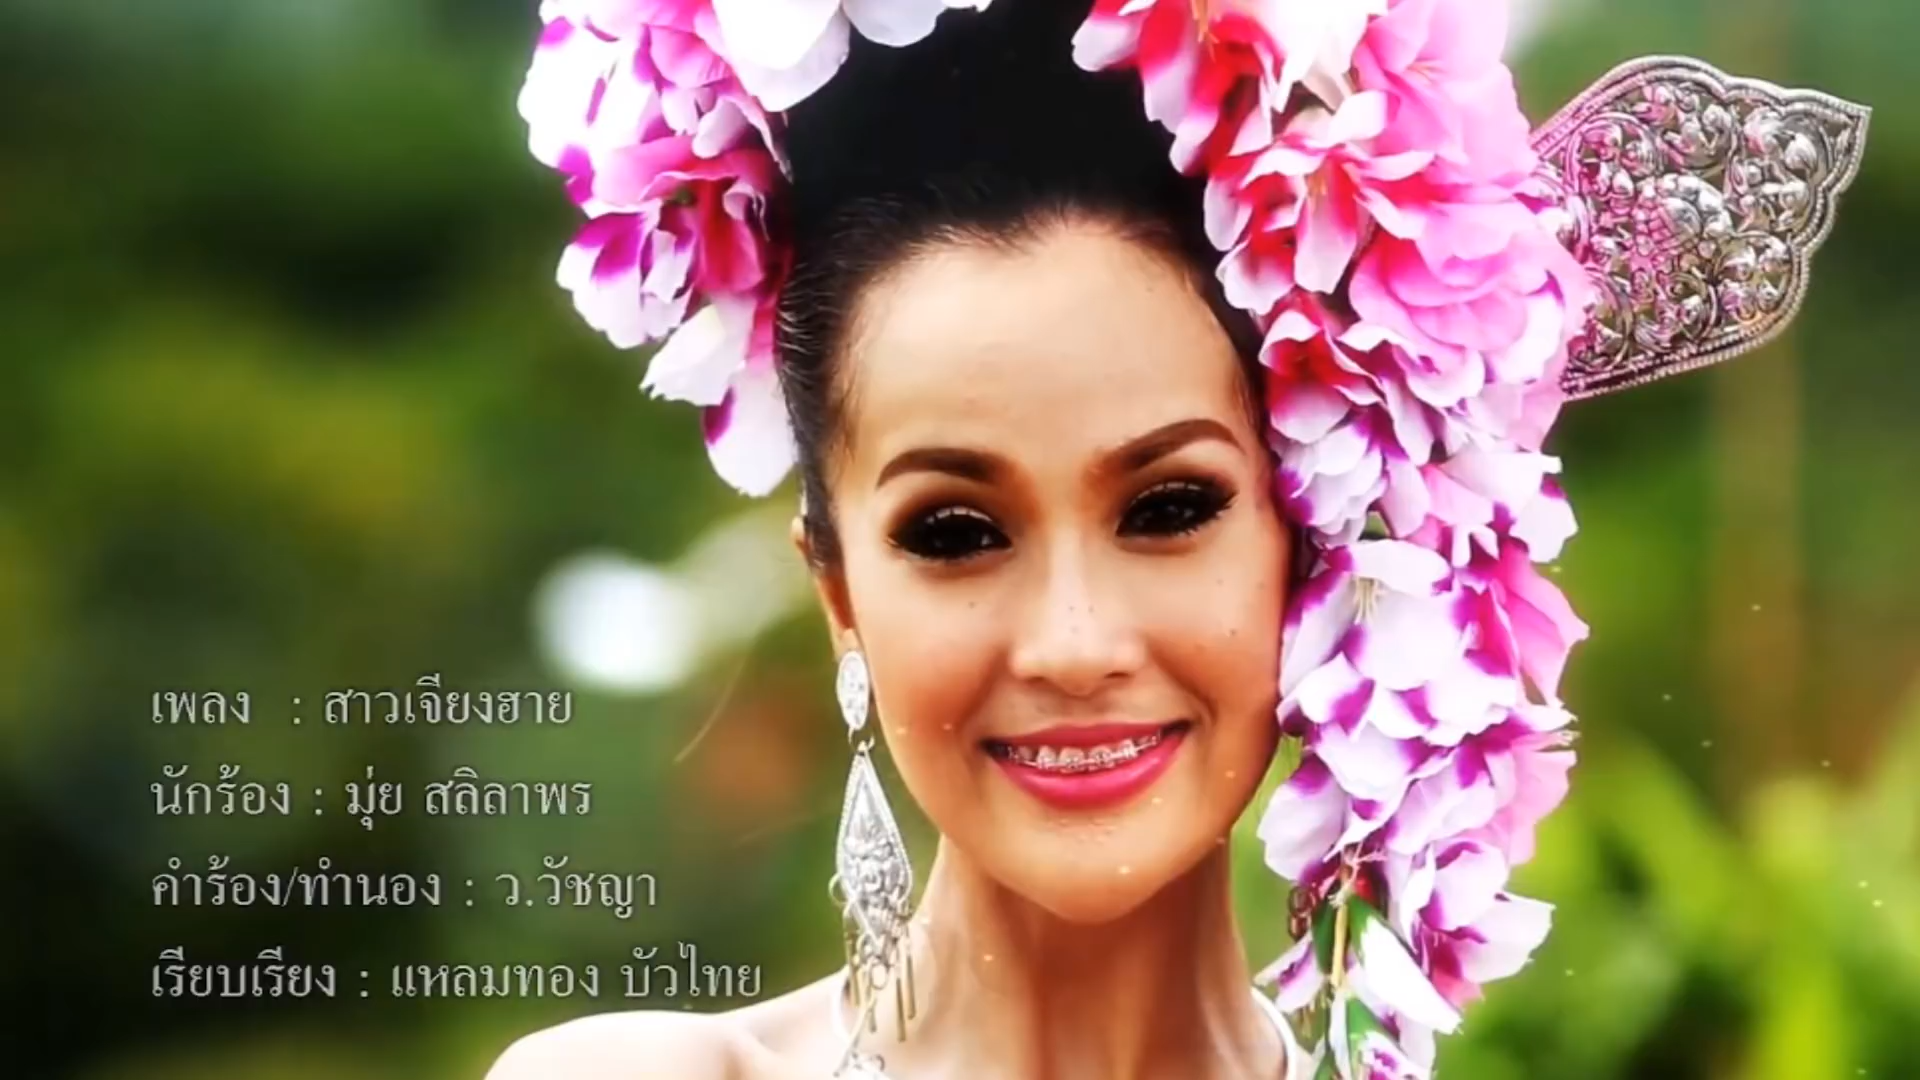 เพลง : สาวเจียงฮาย
นักร้อง : มุ่ย สลิลาพร
คำร้อง/ทำนอง : ว.วัชญา
เรียบเรียง : แหลมทอง บัวไทย